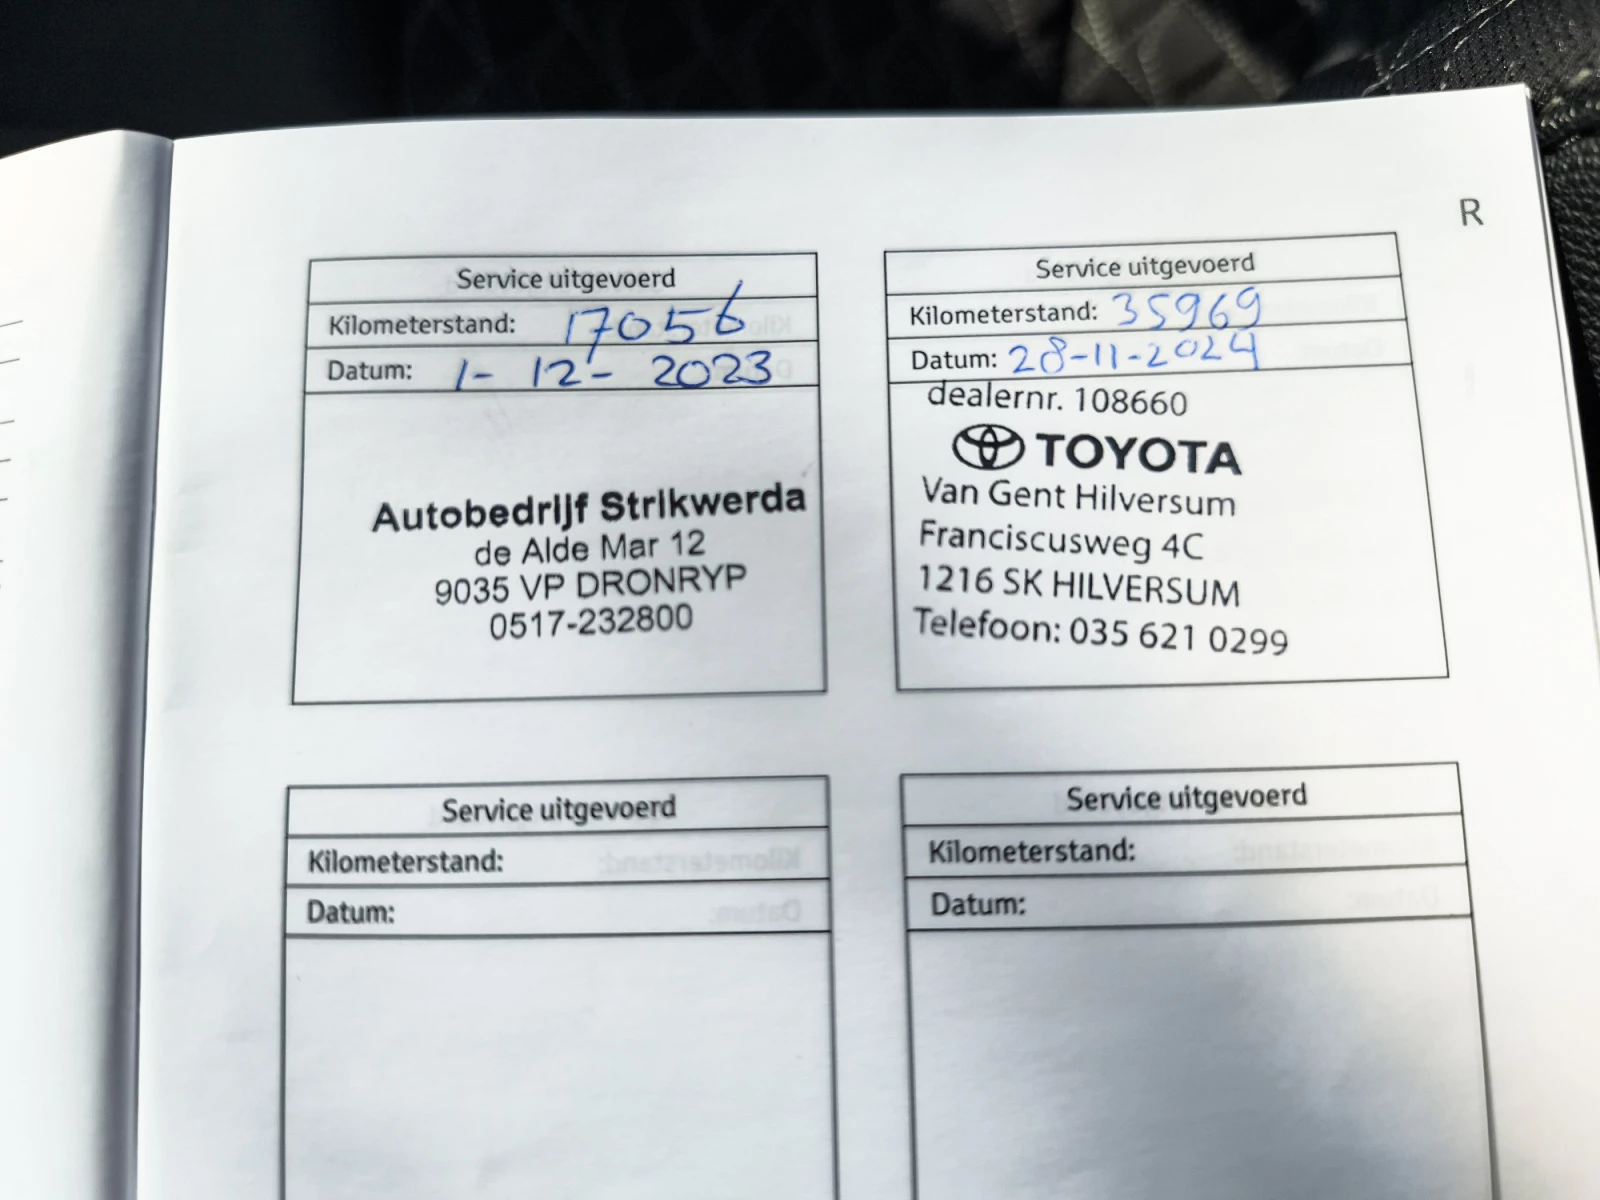 R
Service uitgevoerd
Kilometerstand: 17056
Datum: 1-12-2023
Autobedrijf Strikwerda
de Alde Mar 12
9035 VP DRONRYP
0517-232800
Service uitgevoerd
Kilometerstand: 35969
Datum: 28-11-2024
dealernr. 108660
TOYOTA
Van Gent Hilversum
Franciscusweg 4C
1216 SK HILVERSUM
Telefoon: 035 621 0299
Service uitgevoerd
Kilometerstand:
Datum:
Service uitgevoerd
Kilometerstand:
Datum: